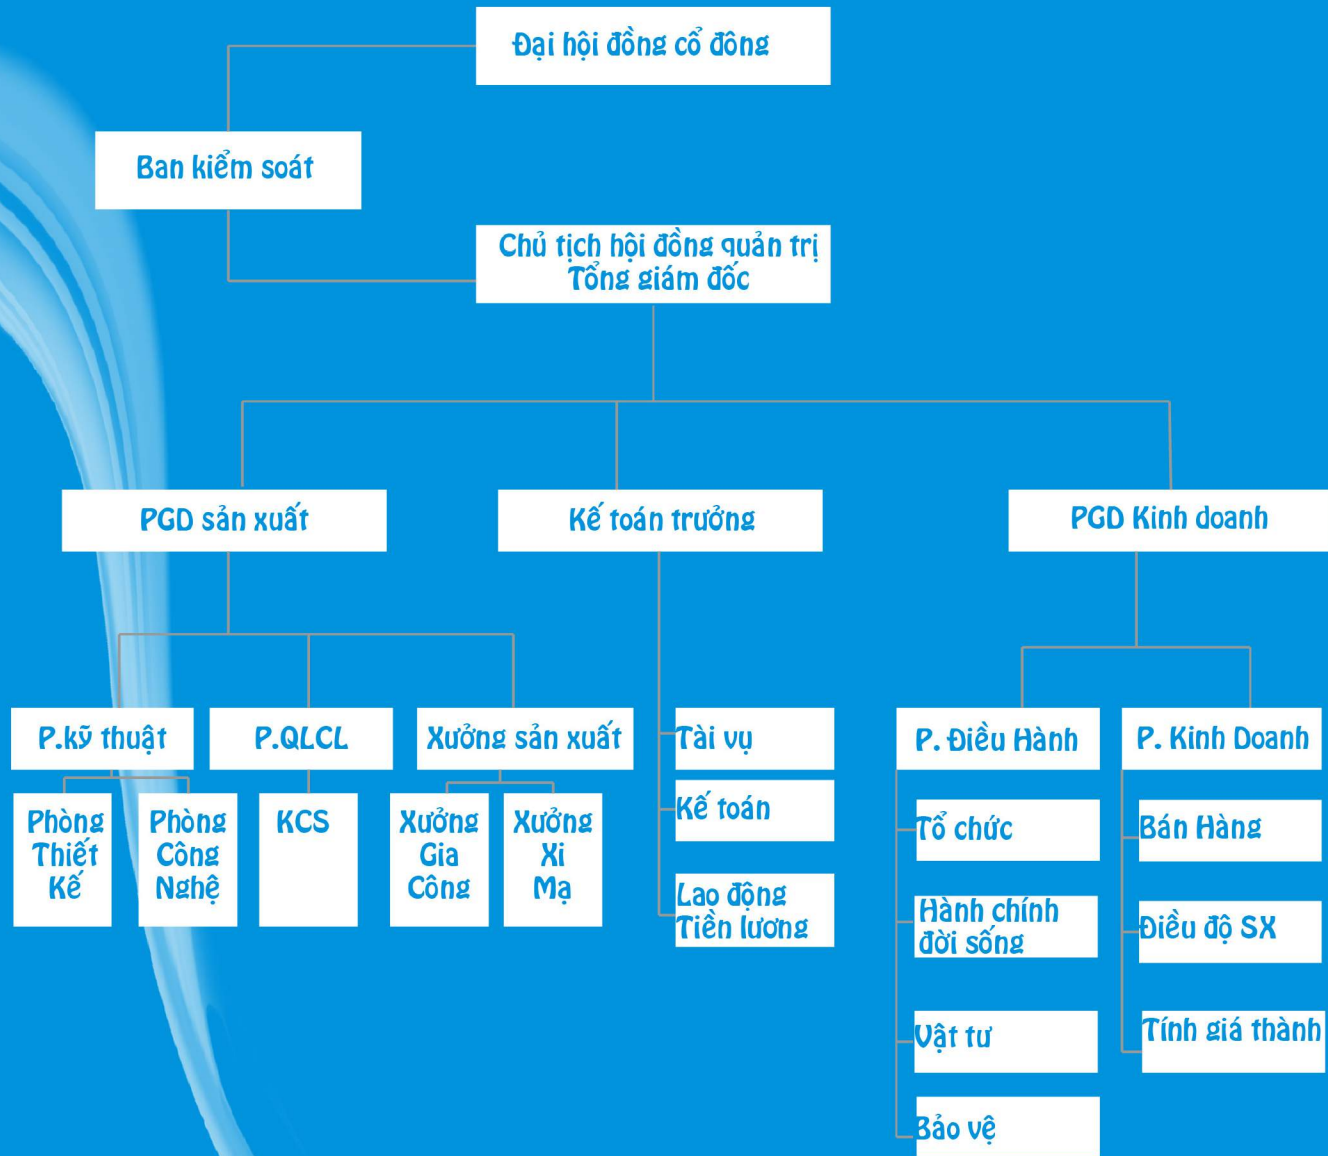 Đại hội đồng cổ đông
Ban kiểm soát
Chủ tịch hội đồng quản trị
Tổng giám đốc
PGD sản xuất
Kế toán trưởng
PGD Kinh doanh
P.kỹ thuật
P.QLCL
Xưởng sản xuất
Tài vụ
P. Điều Hành
P. Kinh Doanh
Phòng
Thiết
Kế
Phòng
Công
Nghệ
KCS
Xưởng
Gia
Công
Xưởng
Xi
Mạ
Kế toán
Lao động
Tiền lương
Tổ chức
Hành chính
đời sống
Vật tư
Bảo vệ
Bán Hàng
Điều độ SX
Tính giá thành